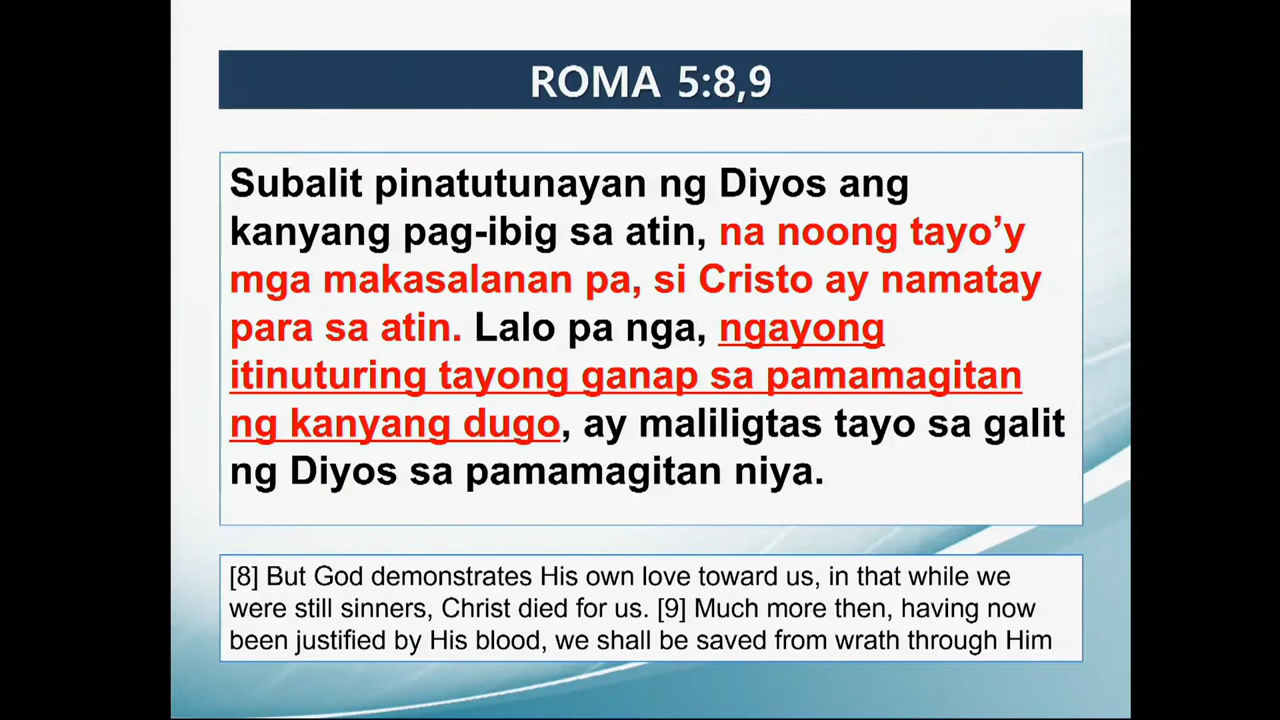 ROMA 5:8,9
Subalit pinatutunayan ng Diyos ang
kanyang pag-ibig sa atin, na noong tayo’y
mga makasalanan pa, si Cristo ay namatay
para sa atin. Lalo pa nga, ngayong
itinuturing tayong ganap sa pamamagitan
ng kanyang dugo, ay maliligtas tayo sa galit
ng Diyos sa pamamagitan niya.
[8] But God demonstrates His own love toward us, in that while we
were still sinners, Christ died for us. [9] Much more then, having now
been justified by His blood, we shall be saved from wrath through Him